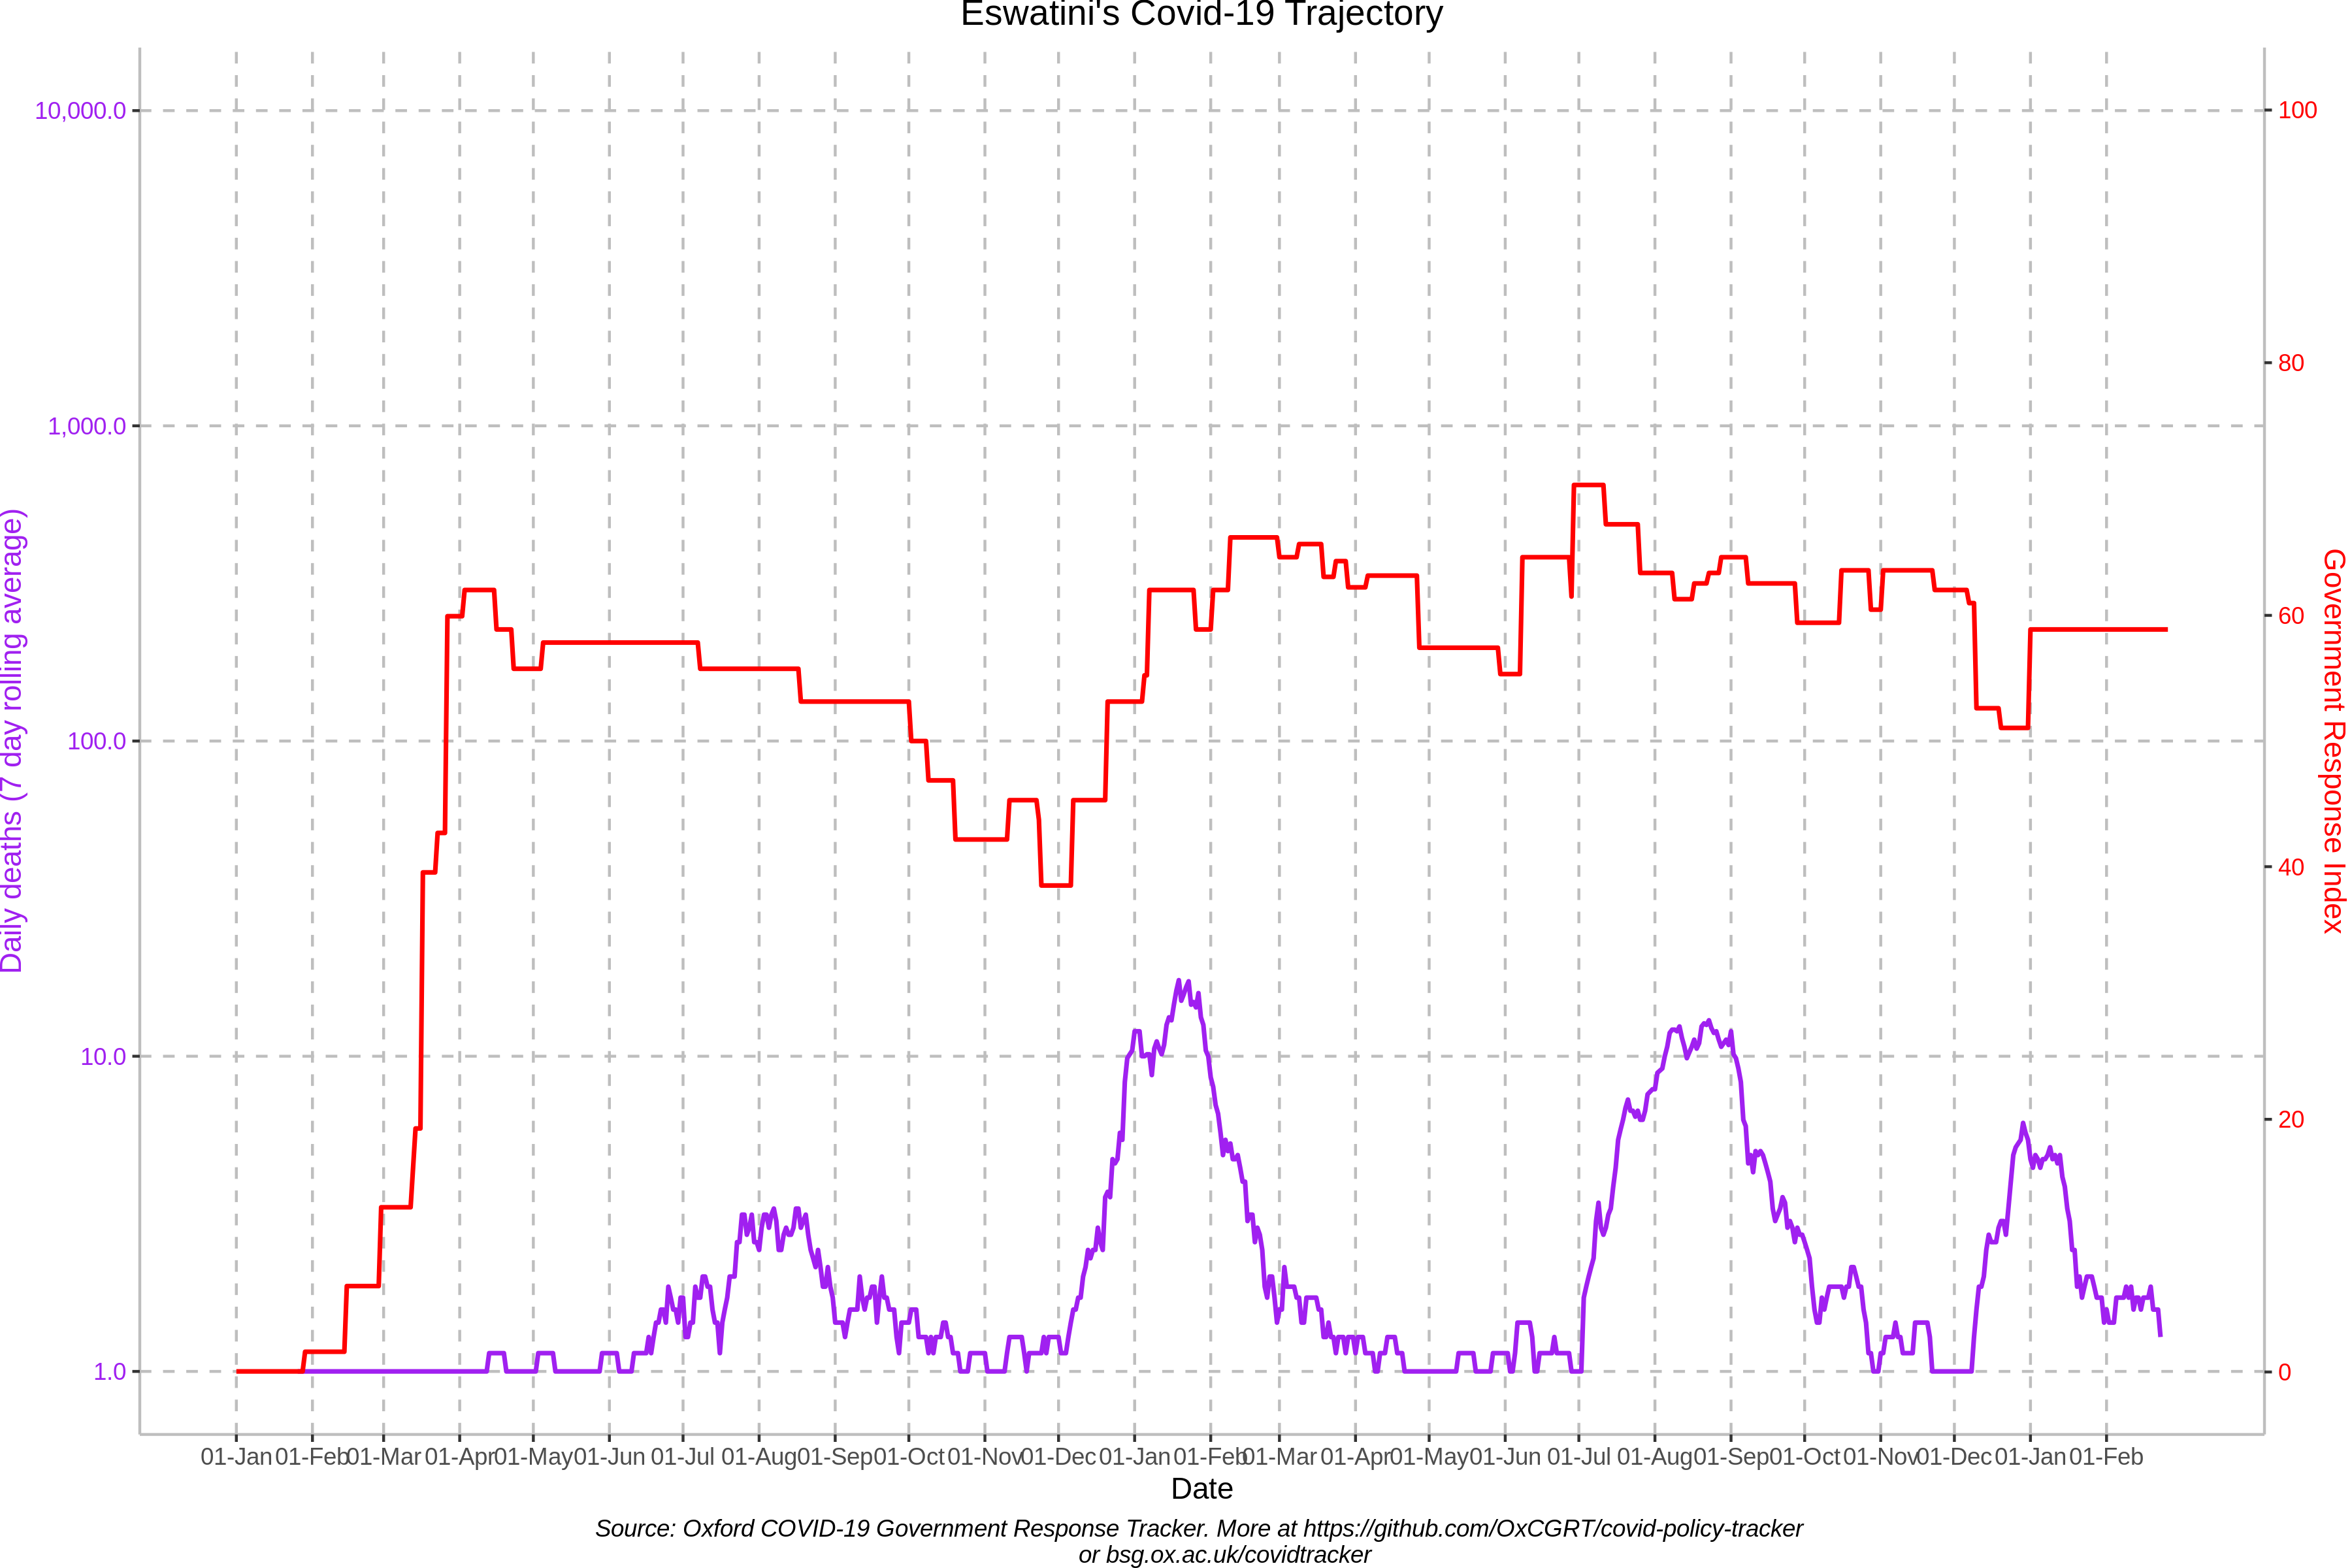 Eswatini's Covid-19 Trajectory
10,000.0
1,000.0
100.0
10.0
1.0
Daily deaths (7 day rolling average)
100
80
60
40
20
0
Government Response Index
01-Jan 01-Feb 01-Mar 01-Apr 01-May 01-Jun 01-Jul 01-Aug 01-Sep 01-Oct 01-Nov 01-Dec 01-Jan 01-Feb 01-Mar 01-Apr 01-May 01-Jun 01-Jul 01-Aug 01-Sep 01-Oct 01-Nov 01-Dec 01-Jan 01-Feb
Date
Source: Oxford COVID-19 Government Response Tracker. More at https://github.com/OxCGRT/covid-policy-tracker
or bsg.ox.ac.uk/covidtracker